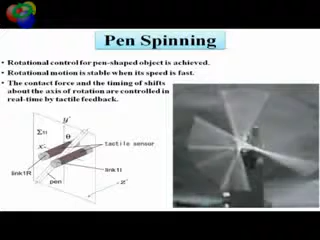 Pen Spinning
• Rotational control for pen-shaped object is achieved.
• Rotational motion is stable when its speed is fast.
• The contact force and the timing of shifts
about the axis of rotation are controlled in
real-time by tactile feedback.
y'
θ
x'
tactile sensor
link1R
link1l
pen
z'